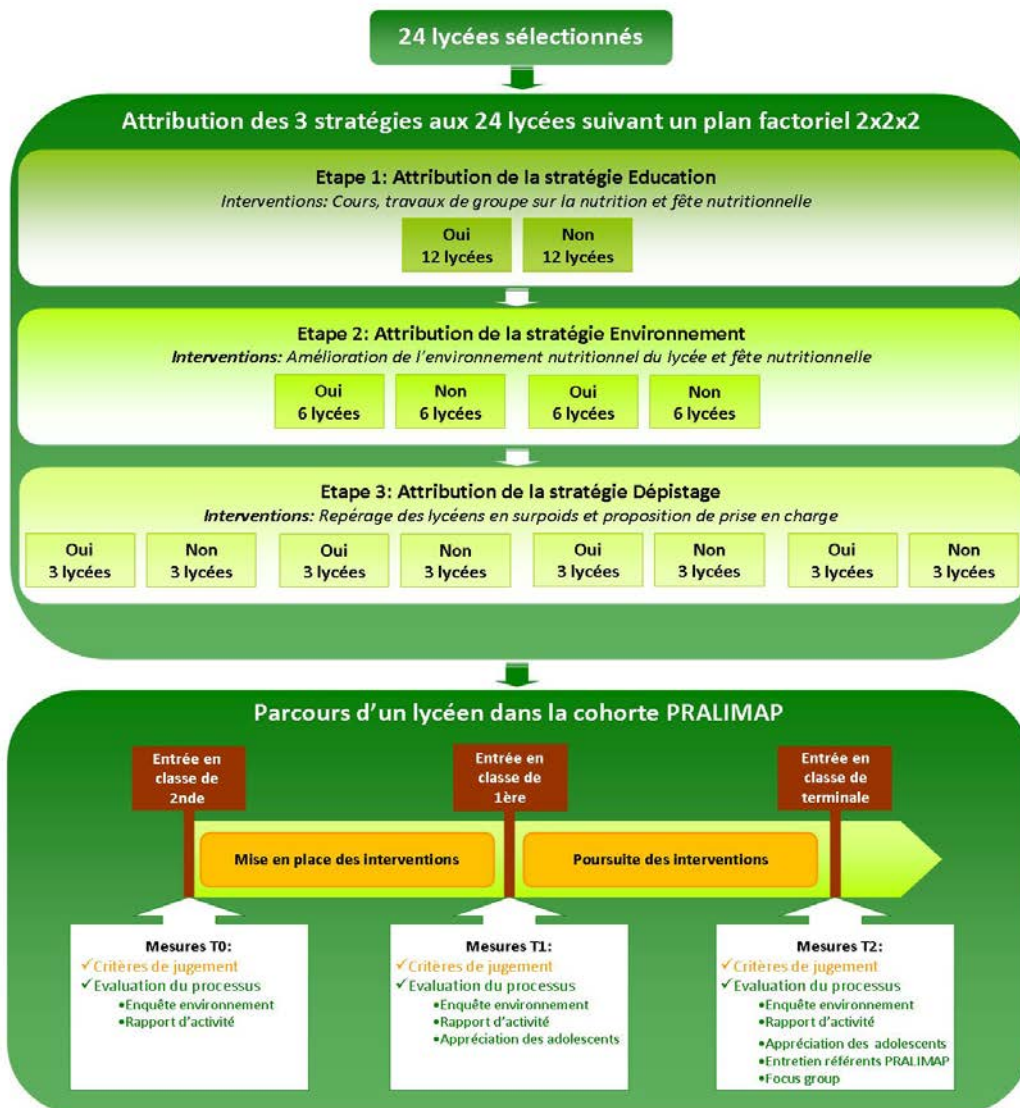 24 lycées sélectionnés
Attribution des 3 stratégies aux 24 lycées suivant un plan factoriel 2x2x2
Etape 1: Attribution de la stratégie Education
Interventions: Cours, travaux de groupe sur la nutrition et fête nutritionnelle
Oui
12 lycées
Non
12 lycées
Etape 2: Attribution de la stratégie Environnement
Interventions: Amélioration de l'environnement nutritionnel du lycée et fête nutritionnelle
Oui
6 lycées
Non
6 lycées
Oui
6 lycées
Non
6 lycées
Etape 3: Attribution de la stratégie Dépistage
Interventions: Repérage des lycéens en surpoids et proposition de prise en charge
Oui
3 lycées
Non
3 lycées
Oui
3 lycées
Non
3 lycées
Oui
3 lycées
Non
3 lycées
Oui
3 lycées
Non
3 lycées
Parcours d'un lycéen dans la cohorte PRALIMAP
Entrée en
classe de
2nde
Entrée en
classe de
1ère
Entrée en
classe de
terminale
Mise en place des interventions
Poursuite des interventions
Mesures T0:
✓Critères de jugement
✓Evaluation du processus
•Enquête environnement
•Rapport d'activité
Mesures T1:
✓Critères de jugement
✓Evaluation du processus
•Enquête environnement
•Rapport d'activité
•Appréciation des adolescents
Mesures T2:
✓Critères de jugement
✓Evaluation du processus
•Enquête environnement
•Rapport d'activité
•Appréciation des adolescents
•Entretien référents PRALIMAP
•Focus group